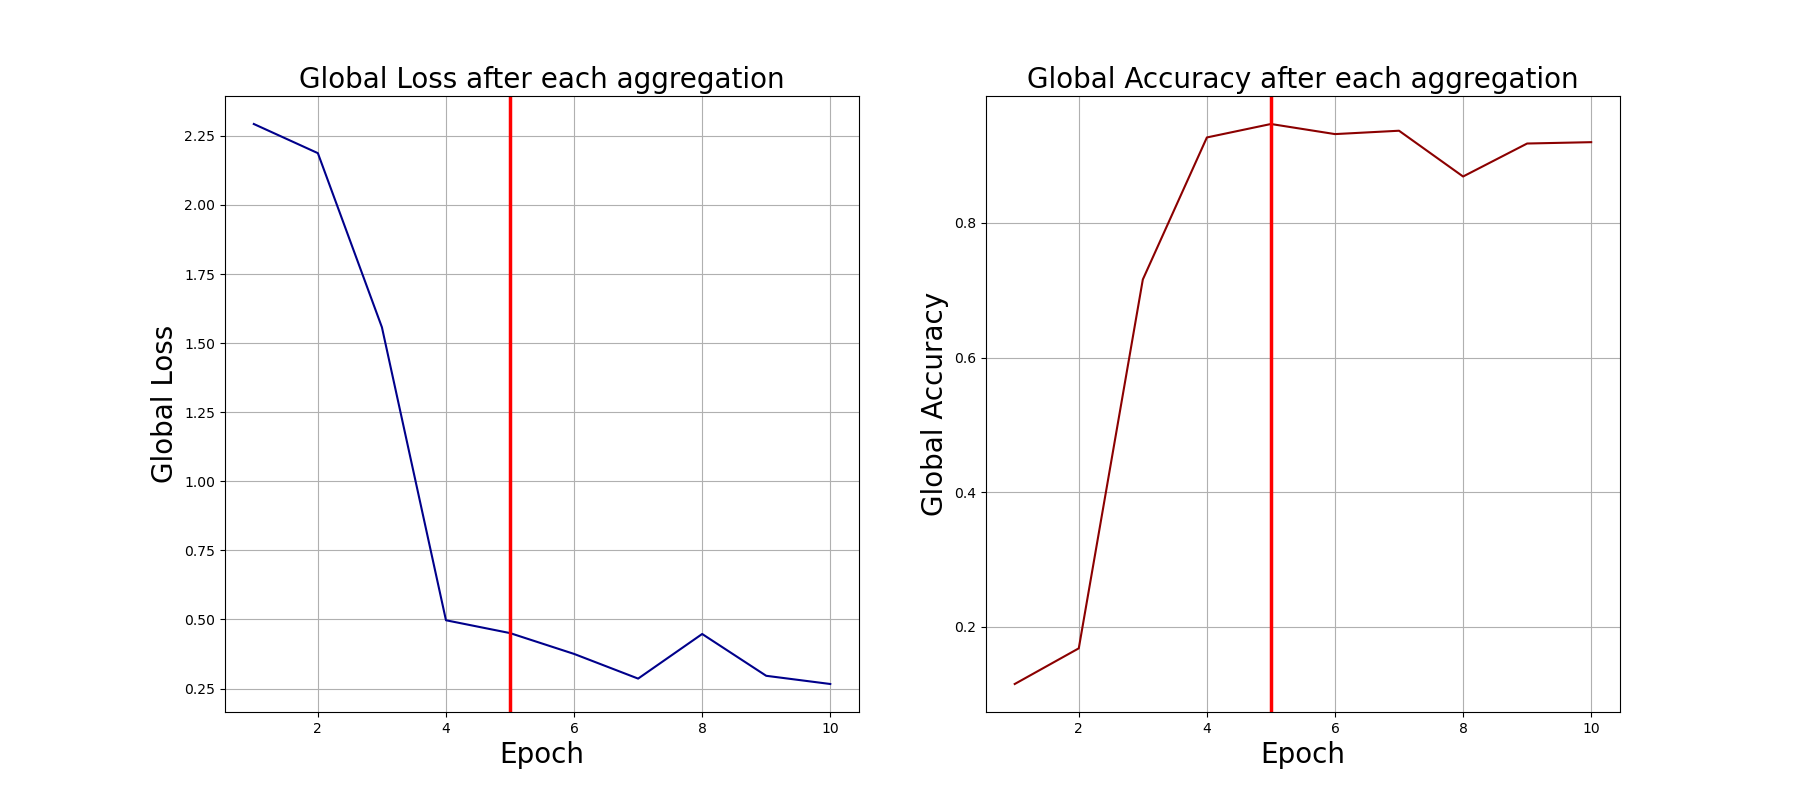 Global Loss after each aggregation
Global Loss
2.25
2.00
1.75
1.50
1.25
1.00
0.75
0.50
0.25
2 4 6 8 10
Epoch
Global Accuracy after each aggregation
Global Accuracy
0.8
0.6
0.4
0.2
2 4 6 8 10
Epoch